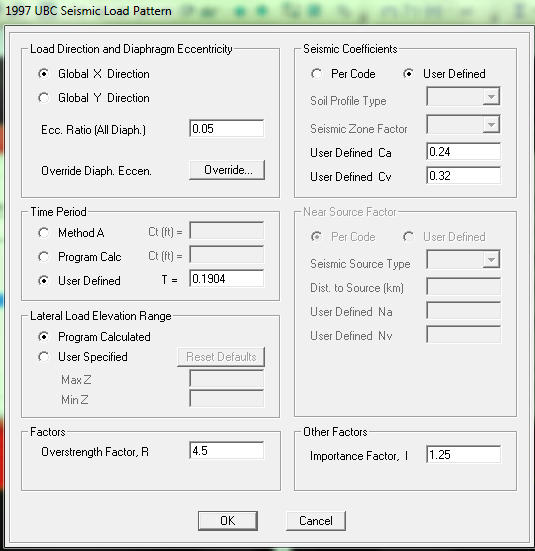 1997 UBC Seismic Load Pattern
Load Direction and Diaphragm Eccentricity
Global X Direction
Global Y Direction
Ecc. Ratio (All Diaph.) 0.05
Override Diaph. Eccen. Override...
Seismic Coefficients
Per Code User Defined
Soil Profile Type
Seismic Zone Factor
User Defined Ca 0.24
User Defined Cv 0.32
Time Period
Method A Ct (ft) =
Program Calc Ct (ft) =
User Defined T = 0.1904
Near Source Factor
Per Code User Defined
Seismic Source Type
Dist. to Source (km)
User Defined Na
User Defined Nv
Lateral Load Elevation Range
Program Calculated
User Specified Reset Defaults
Max Z
Min Z
Factors
Overstrength Factor, R 4.5
Other Factors
Importance Factor, I 1.25
OK Cancel